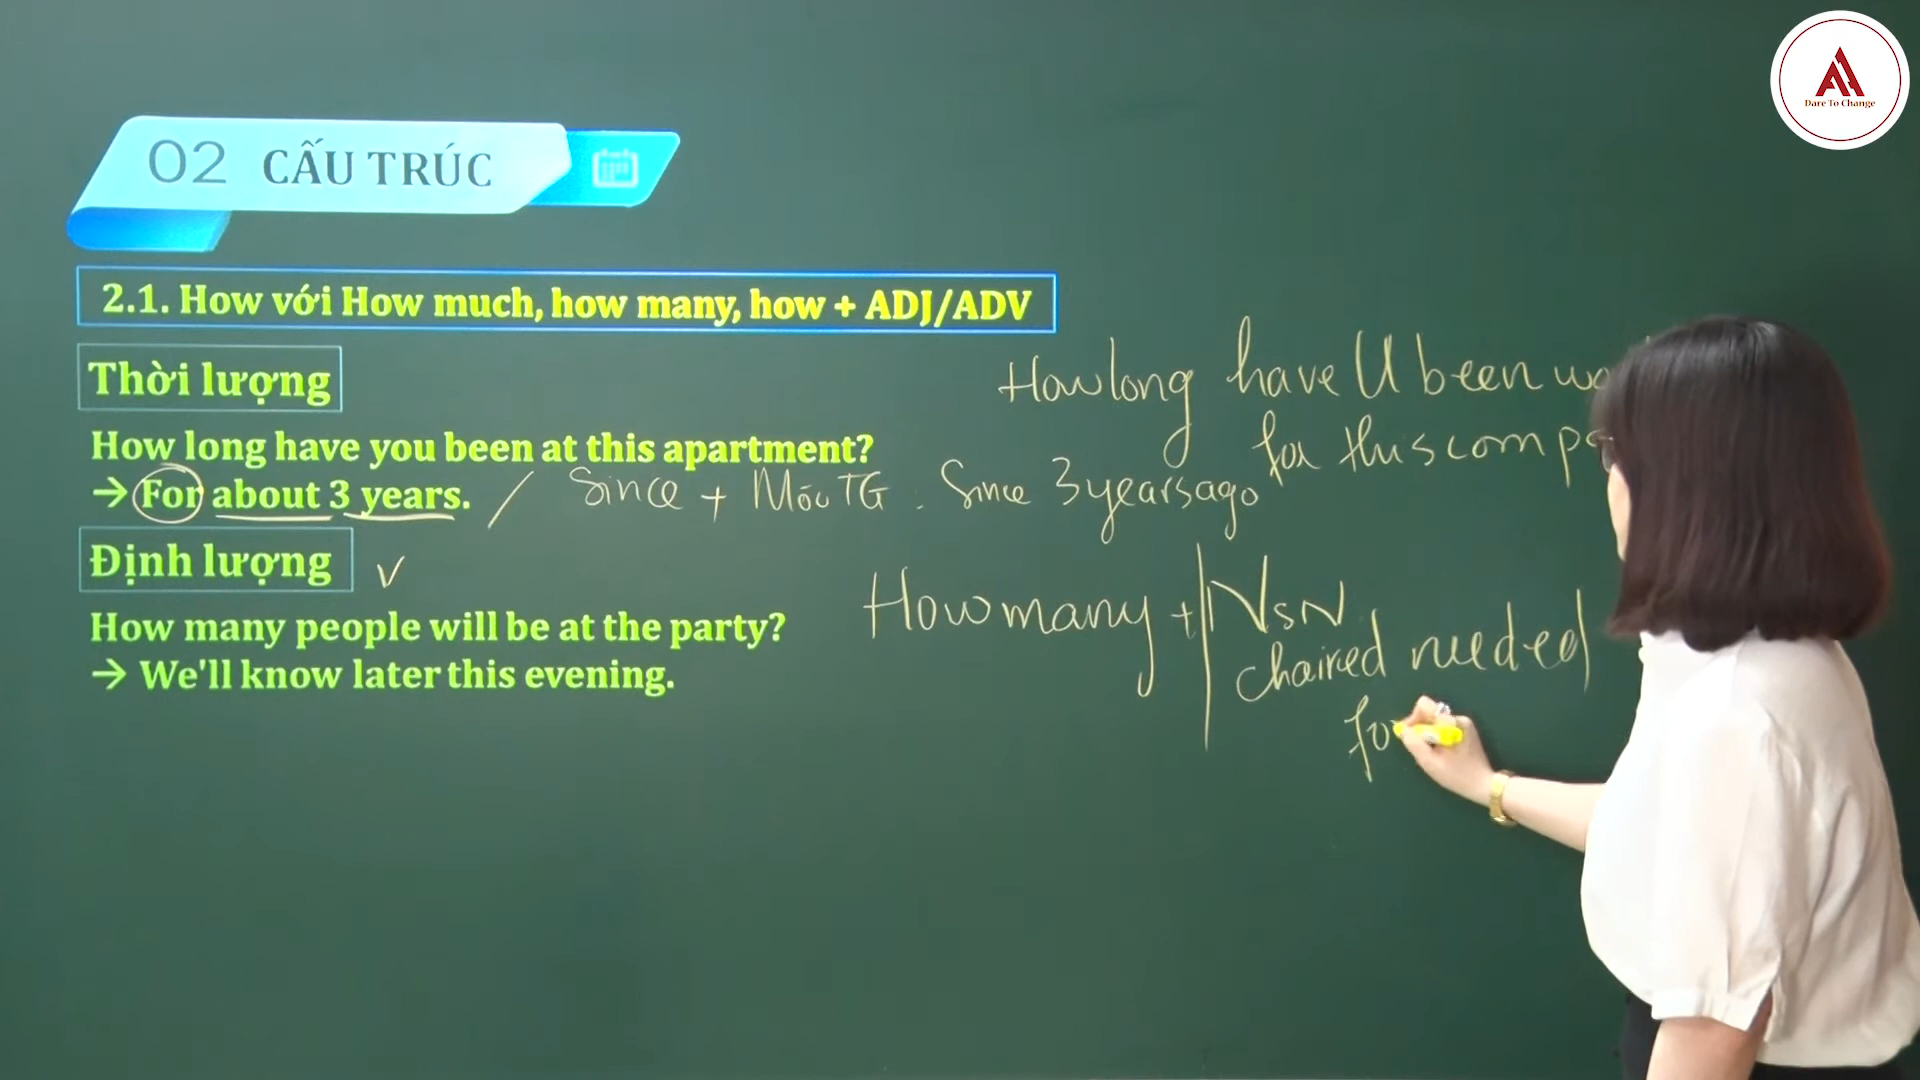 Dare To Change
02 CẤU TRÚC
2.1. How với How much, how many, how + ADJ/ADV
Thời lượng
How long have you been at this apartment?
→ For about 3 years. / Since + Mốc TG : Since 3 years ago
How long have U been wo
for this comp
Định lượng ✓
How many people will be at the party?
→ We'll know later this evening.
How many + NsN
chaired needed
for